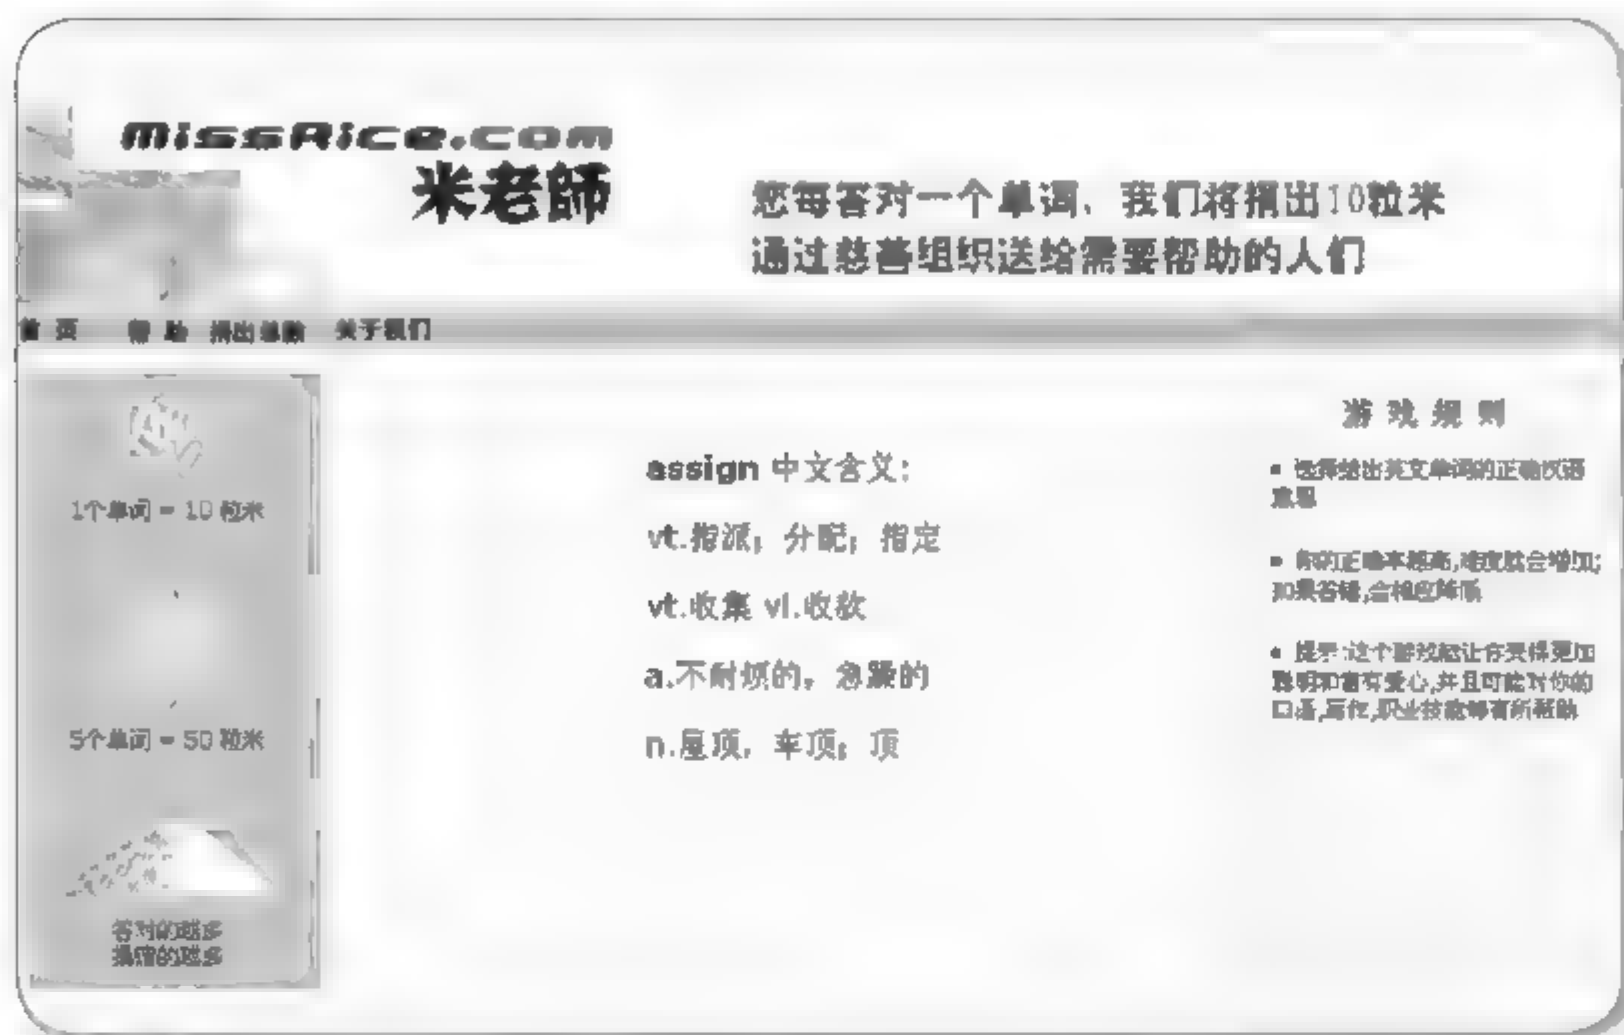 MissRice.com
米老師
您每答对一个单词，我们将捐出10粒米
通过慈善组织送给需要帮助的人们
首 页 帮 助 捐出总数 关于我们
1个单词 = 10 粒米
5个单词 = 50 粒米
答对的越多
捐赠的越多
assign 中文含义:
vt.指派；分配；指定
vt.收集 vi.收敛
a.不耐烦的，急躁的
n.屋顶，车顶；顶
游 戏 规 则
• 选择给出英文单词的正确汉语
意思
• 你的正确率越高,难度就会增加;
如果答错,会相应降低
• 提示:这个游戏能让你变得更加
聪明和富有爱心,并且可能对你的
口语,写作,职业技能等有所帮助